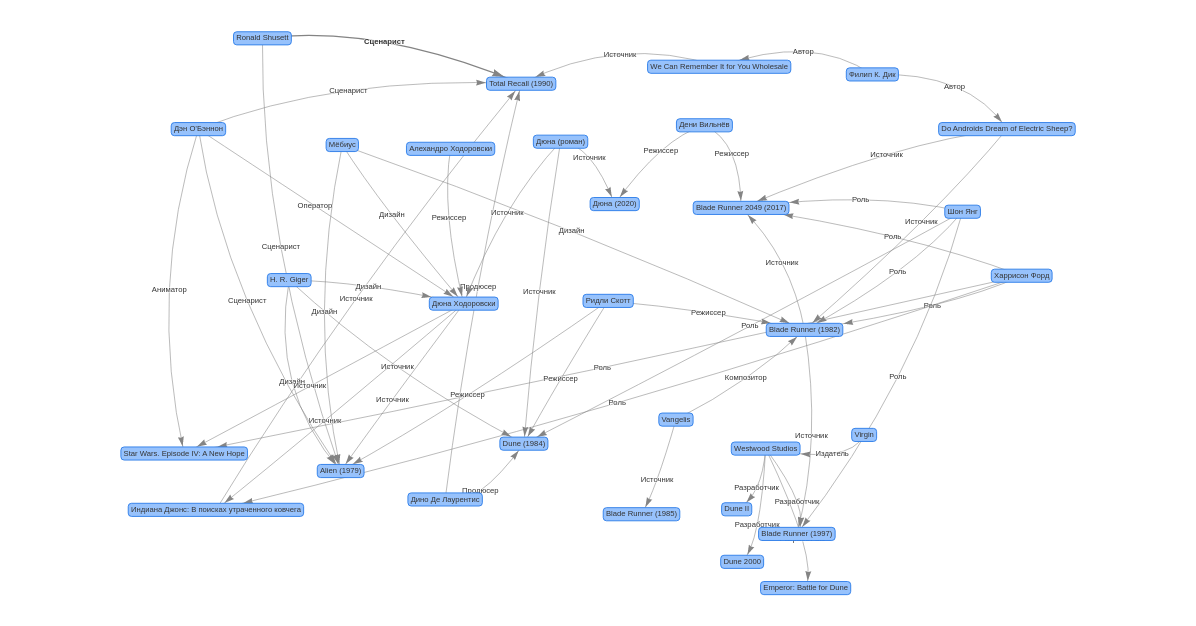 Ronald Shusett
Сценарист
Источник
Автор
We Can Remember It for You Wholesale
Филип К. Дик
Total Recall (1990)
Автор
Сценарист
Дени Вильнёв
Дэн О'Бэннон
Do Androids Dream of Electric Sheep?
Мёбиус
Алехандро Ходоровски
Дюна (роман)
Источник
Режиссер
Режиссер
Источник
Дюна (2020)
Blade Runner 2049 (2017)
Роль
Шон Янг
Оператор
Дизайн
Режиссер
Источник
Источник
Дизайн
Роль
Сценарист
Источник
Роль
Харрисон Форд
H. R. Giger
Дизайн
Продюсер
Аниматор
Сценарист
Источник
Источник
Дюна Ходоровски
Ридли Скотт
Роль
Дизайн
Режиссер
Роль
Blade Runner (1982)
Источник
Роль
Дизайн
Источник
Режиссер
Композитор
Роль
Режиссер
Источник
Роль
Источник
Vangelis
Источник
Virgin
Dune (1984)
Westwood Studios
Издатель
Star Wars. Episode IV: A New Hope
Alien (1979)
Источник
Продюсер
Разработчик
Дино Де Лаурентис
Разработчик
Индиана Джонс: В поисках утраченного ковчега
Dune II
Blade Runner (1985)
Разработчик
Blade Runner (1997)
Dune 2000
Emperor: Battle for Dune